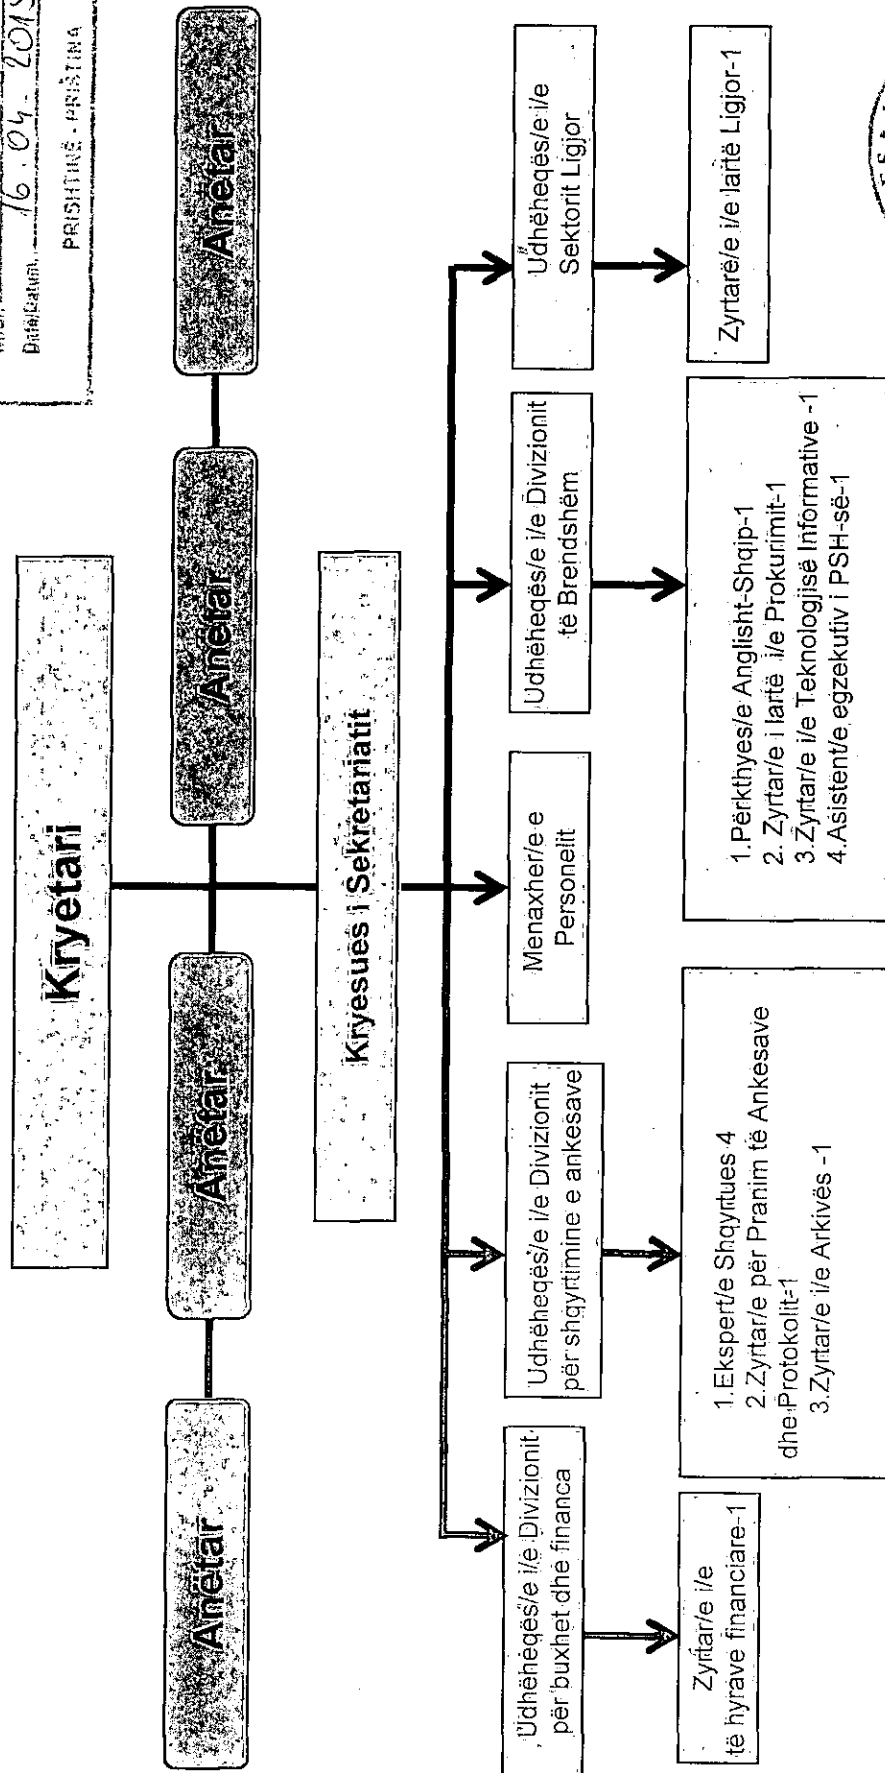 16.04-2015
PRISHTINË - PRIŠTINA
Kryetari
Anëtar
Anëtar
Anëtar
Anëtar
Kryesues i Sekretariatit
Udhëheqës/e i/e Divizionit
për buxhet dhe financa
Udhëheqës/e i/e Divizionit
për shqyrtimine e ankesave
Menaxher/e e
Personelit
Udhëheqës/e i/e Divizionit
të Brendshëm
Udhëheqës/e i/e
Sektorit Ligjor
Zyrtar/e i/e
të hyrave financiare-1
1.Ekspert/e Shqyrtues-4
2.Zyrtar/e për Pranim të Ankesave
dhe Protokolit-1
3.Zyrtar/e i/e Arkivës -1
1.Përkthyes/e Anglisht-Shqip-1
2. Zyrtar/e i lartë i/e Prokurimit-1
3.Zyrtar/e i/e Teknologjisë Informative -1
4.Asistent/e egzekutiv i PSH-së-1
Zyrtarë/e i/e lartë Ligjor-1